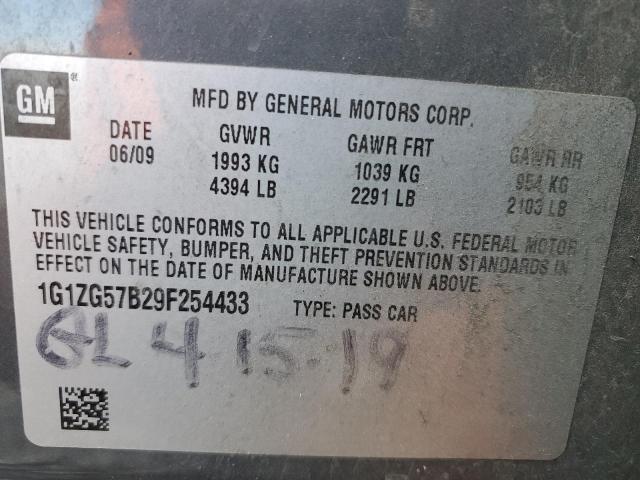 GM ®
MFD BY GENERAL MOTORS CORP.
DATE GVWR GAWR FRT GAWR RR
06/09 1993 KG 1039 KG 954 KG
4394 LB 2291 LB 2103 LB
THIS VEHICLE CONFORMS TO ALL APPLICABLE U.S. FEDERAL MOTOR
VEHICLE SAFETY, BUMPER, AND THEFT PREVENTION STANDARDS IN
EFFECT ON THE DATE OF MANUFACTURE SHOWN ABOVE.
1G1ZG57B29F254433 TYPE: PASS CAR
4 15-19